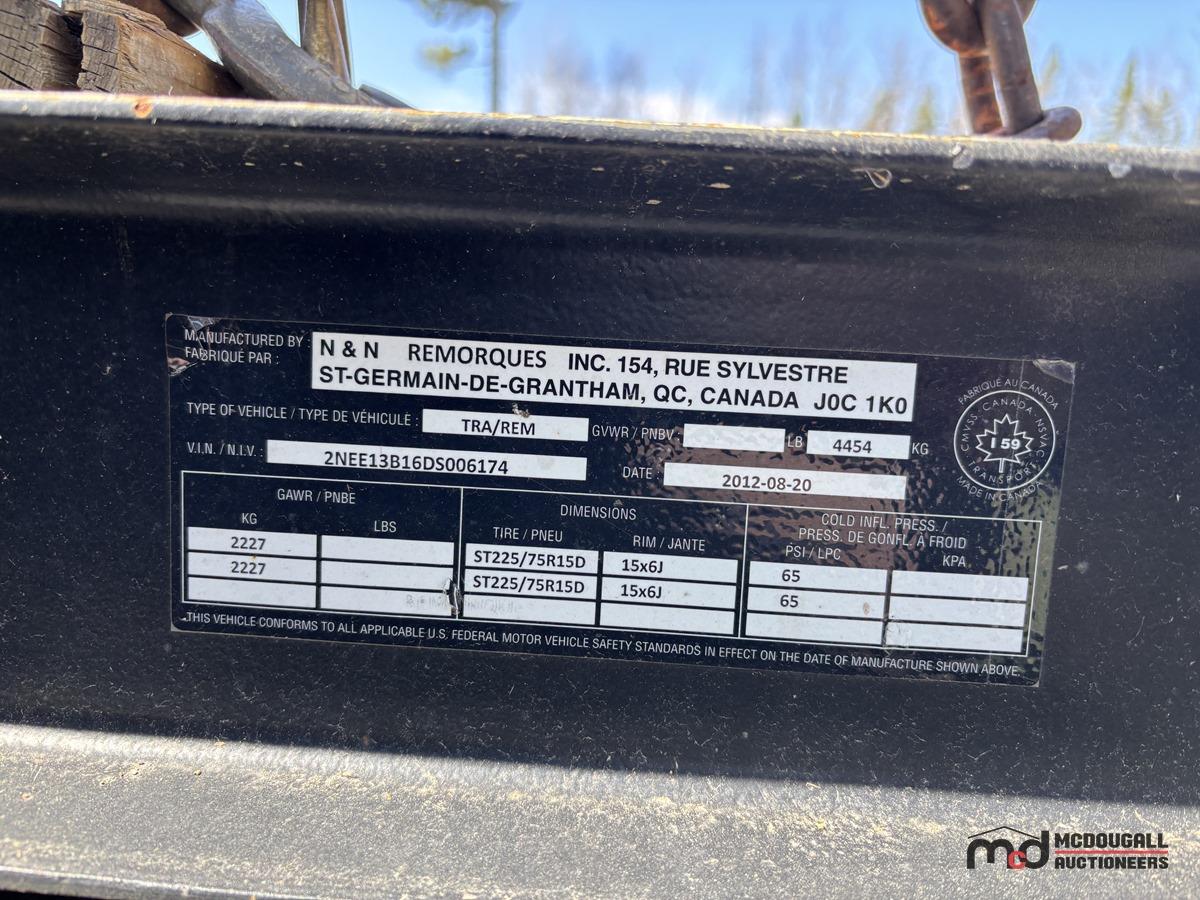 MANUFACTURED BY :
FABRIQUÉ PAR :
N & N REMORQUES INC. 154, RUE SYLVESTRE
ST-GERMAIN-DE-GRANTHAM, QC, CANADA J0C 1K0
TYPE OF VEHICLE / TYPE DE VÉHICULE : TRA/REM GVWR / PNBV : LB 4454 KG
V.I.N. / N.I.V. : 2NEE13B16DS006174 DATE : 2012-08-20
FABRIQUÉ AU CANADA
CMVSS CANADA NSVAC
I 59
TRANSPORT
MADE IN CANADA
GAWR / PNBE DIMENSIONS COLD INFL. PRESS. /
PRESS. DE GONFL. À FROID
KG LBS TIRE / PNEU RIM / JANTE PSI / LPC KPA
2227 ST225/75R15D 15x6J 65
2227 ST225/75R15D 15x6J 65
THIS VEHICLE CONFORMS TO ALL APPLICABLE U.S. FEDERAL MOTOR VEHICLE SAFETY STANDARDS IN EFFECT ON THE DATE OF MANUFACTURE SHOWN ABOVE.
mcd MCDOUGALL
AUCTIONEERS